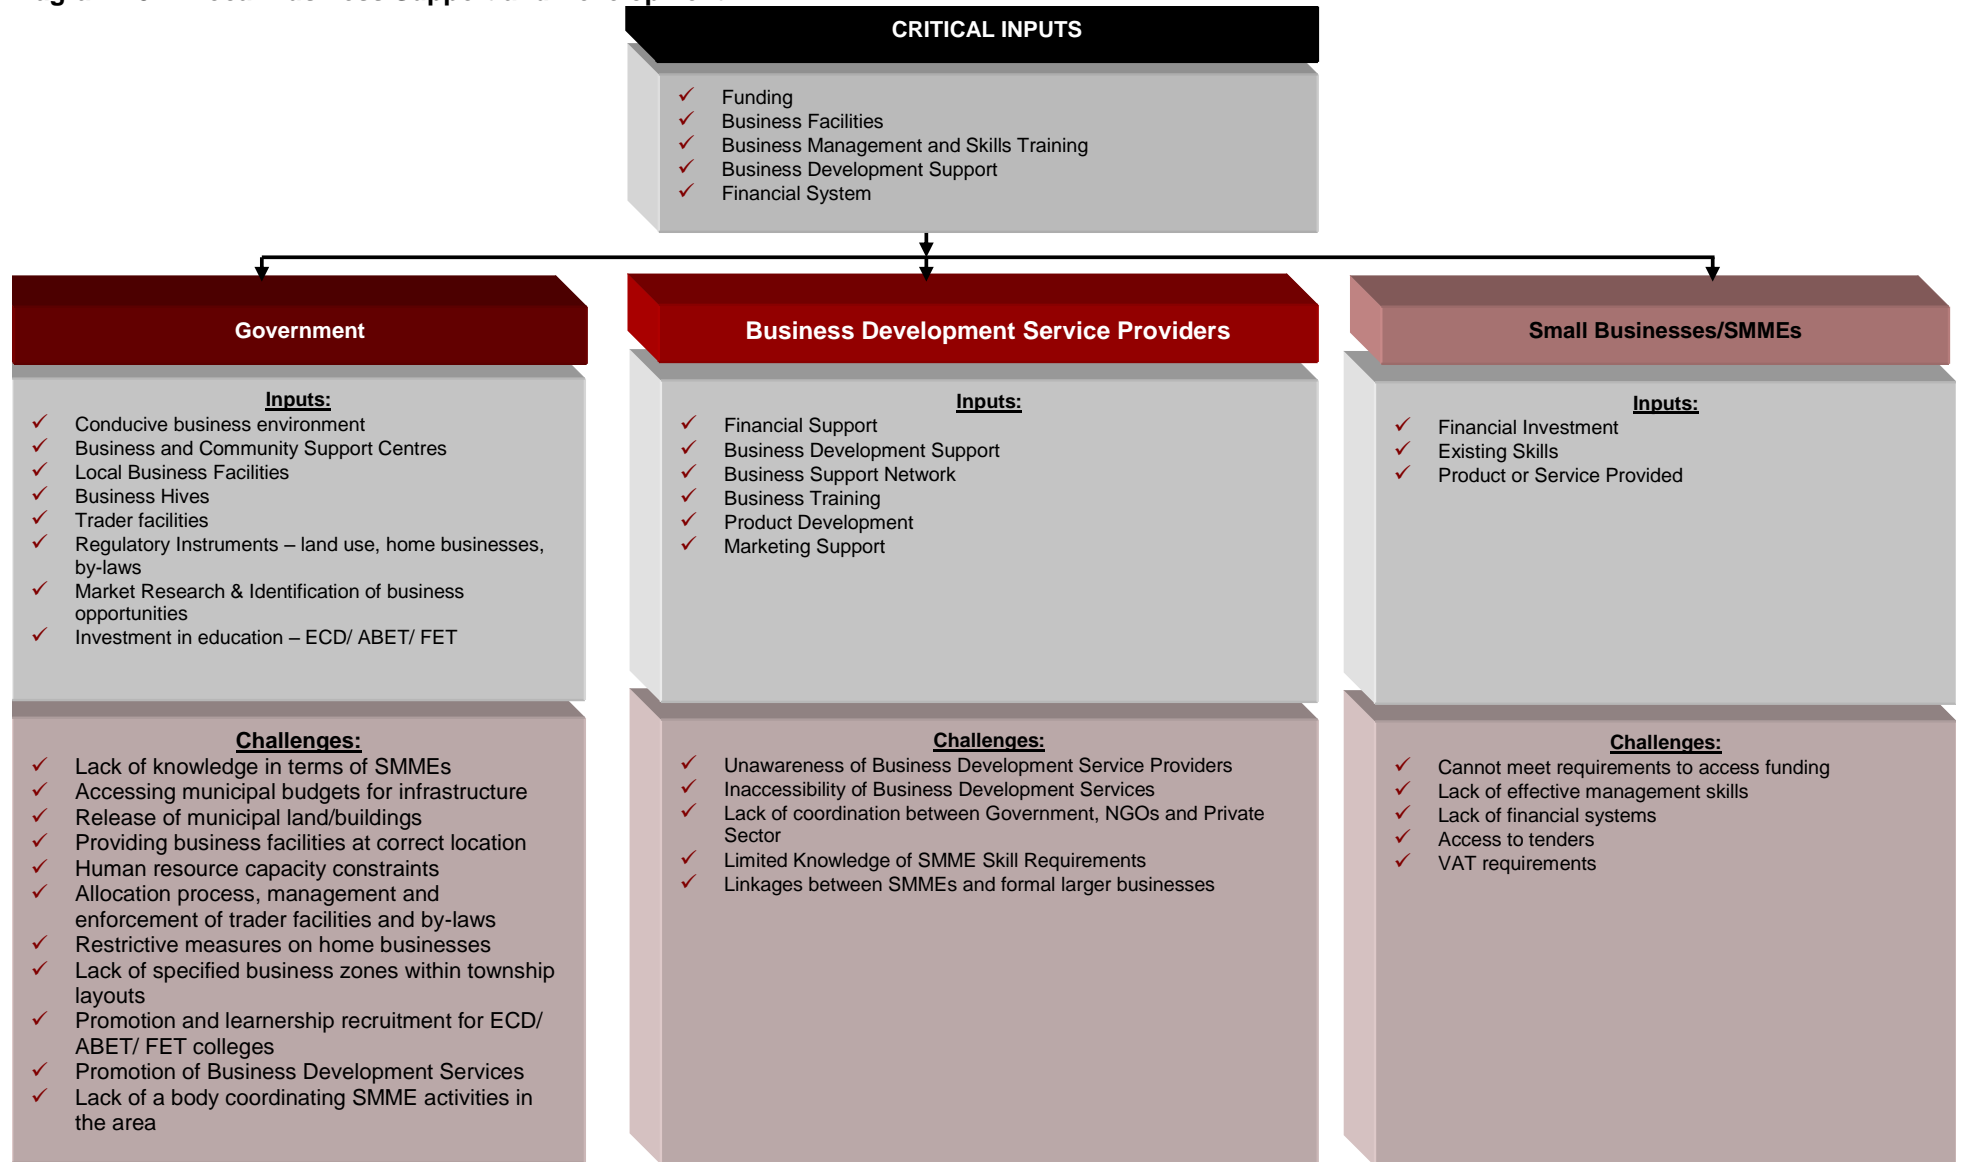 CRITICAL INPUTS
✓ Funding
✓ Business Facilities
✓ Business Management and Skills Training
✓ Business Development Support
✓ Financial System
Government
Inputs:
✓ Conducive business environment
✓ Business and Community Support Centres
✓ Local Business Facilities
✓ Business Hives
✓ Trader facilities
✓ Regulatory Instruments – land use, home businesses,
by-laws
✓ Market Research & Identification of business
opportunities
✓ Investment in education – ECD/ ABET/ FET
Challenges:
✓ Lack of knowledge in terms of SMMEs
✓ Accessing municipal budgets for infrastructure
✓ Release of municipal land/buildings
✓ Providing business facilities at correct location
✓ Human resource capacity constraints
✓ Allocation process, management and
enforcement of trader facilities and by-laws
✓ Restrictive measures on home businesses
✓ Lack of specified business zones within township
layouts
✓ Promotion and learnership recruitment for ECD/
ABET/ FET colleges
✓ Promotion of Business Development Services
✓ Lack of a body coordinating SMME activities in
the area
Business Development Service Providers
Inputs:
✓ Financial Support
✓ Business Development Support
✓ Business Support Network
✓ Business Training
✓ Product Development
✓ Marketing Support
Challenges:
✓ Unawareness of Business Development Service Providers
✓ Inaccessibility of Business Development Services
✓ Lack of coordination between Government, NGOs and Private
Sector
✓ Limited Knowledge of SMME Skill Requirements
✓ Linkages between SMMEs and formal larger businesses
Small Businesses/SMMEs
Inputs:
✓ Financial Investment
✓ Existing Skills
✓ Product or Service Provided
Challenges:
✓ Cannot meet requirements to access funding
✓ Lack of effective management skills
✓ Lack of financial systems
✓ Access to tenders
✓ VAT requirements